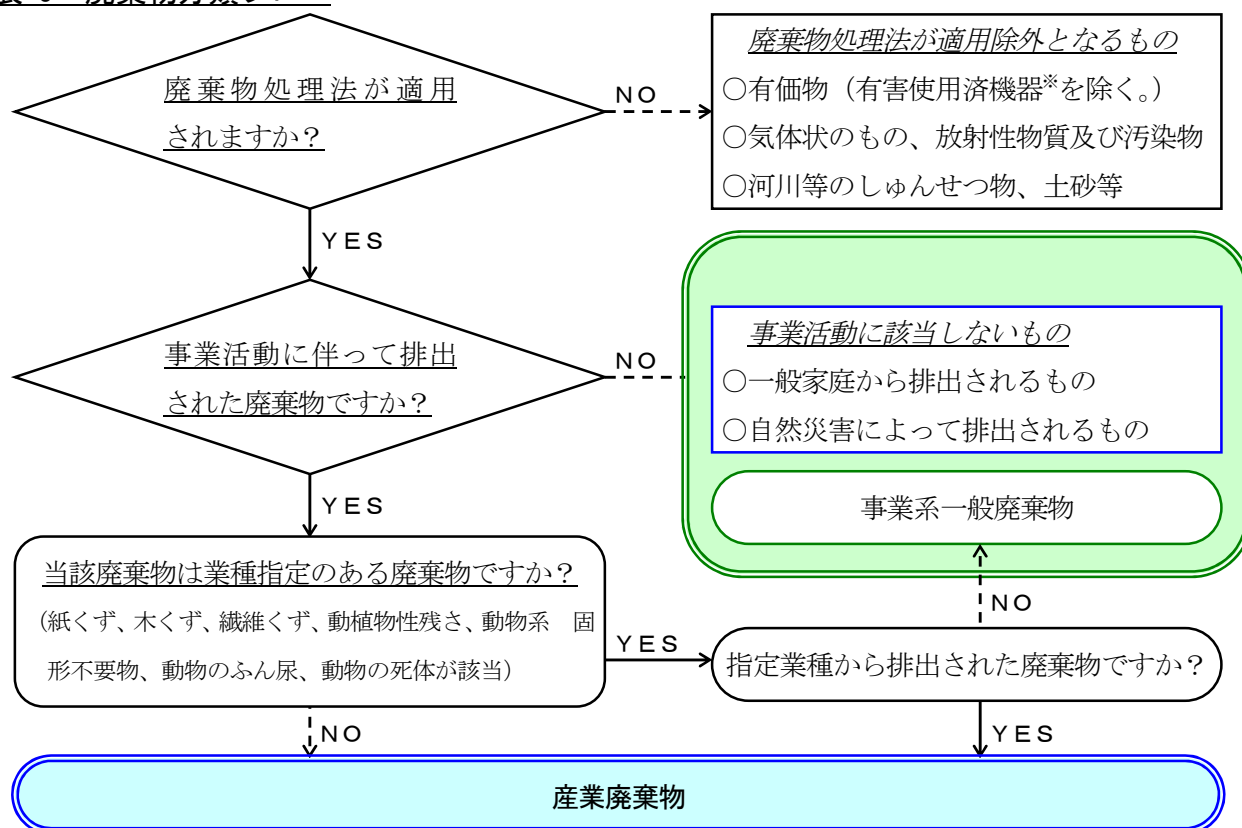 廃棄物処理法が適用
されますか？
NO
廃棄物処理法が適用除外となるもの
○有価物（有害使用済機器※を除く。）
○気体状のもの、放射性物質及び汚染物
○河川等のしゅんせつ物、土砂等
YES
事業活動に伴って排出
された廃棄物ですか？
NO
事業活動に該当しないもの
○一般家庭から排出されるもの
○自然災害によって排出されるもの
事業系一般廃棄物
YES
当該廃棄物は業種指定のある廃棄物ですか？
（紙くず、木くず、繊維くず、動植物性残さ、動物系　固
形不要物、動物のふん尿、動物の死体が該当）
YES
指定業種から排出された廃棄物ですか？
NO
NO
YES
産業廃棄物